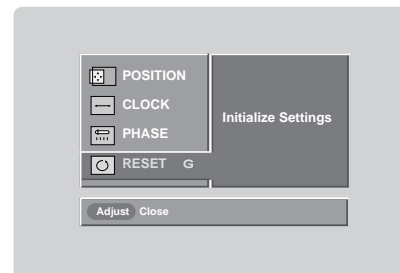 POSITION
CLOCK
PHASE
RESET G
Initialize Settings
Adjust Close